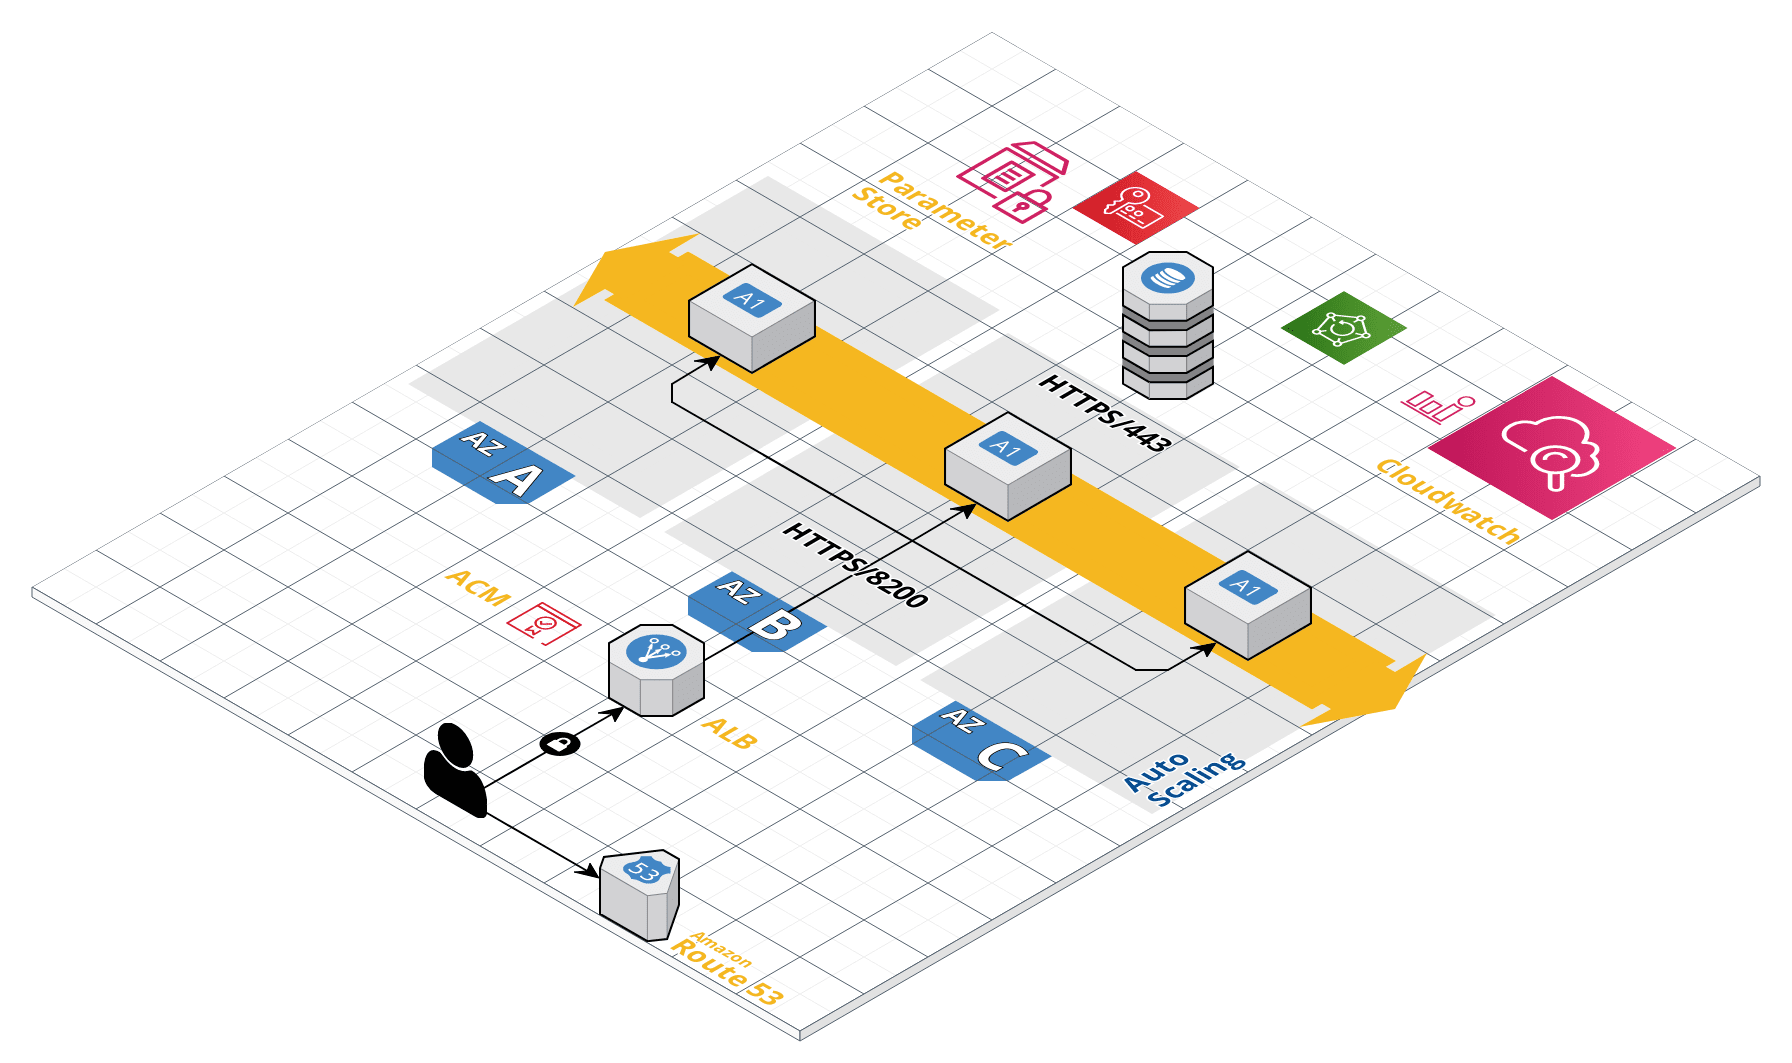 Parameter
Store
A1
HTTPS/443
A1
Cloudwatch
AZ A
HTTPS/8200
A1
ACM
AZ B
ALB
AZ C
Auto
Scaling
53
Amazon
Route 53